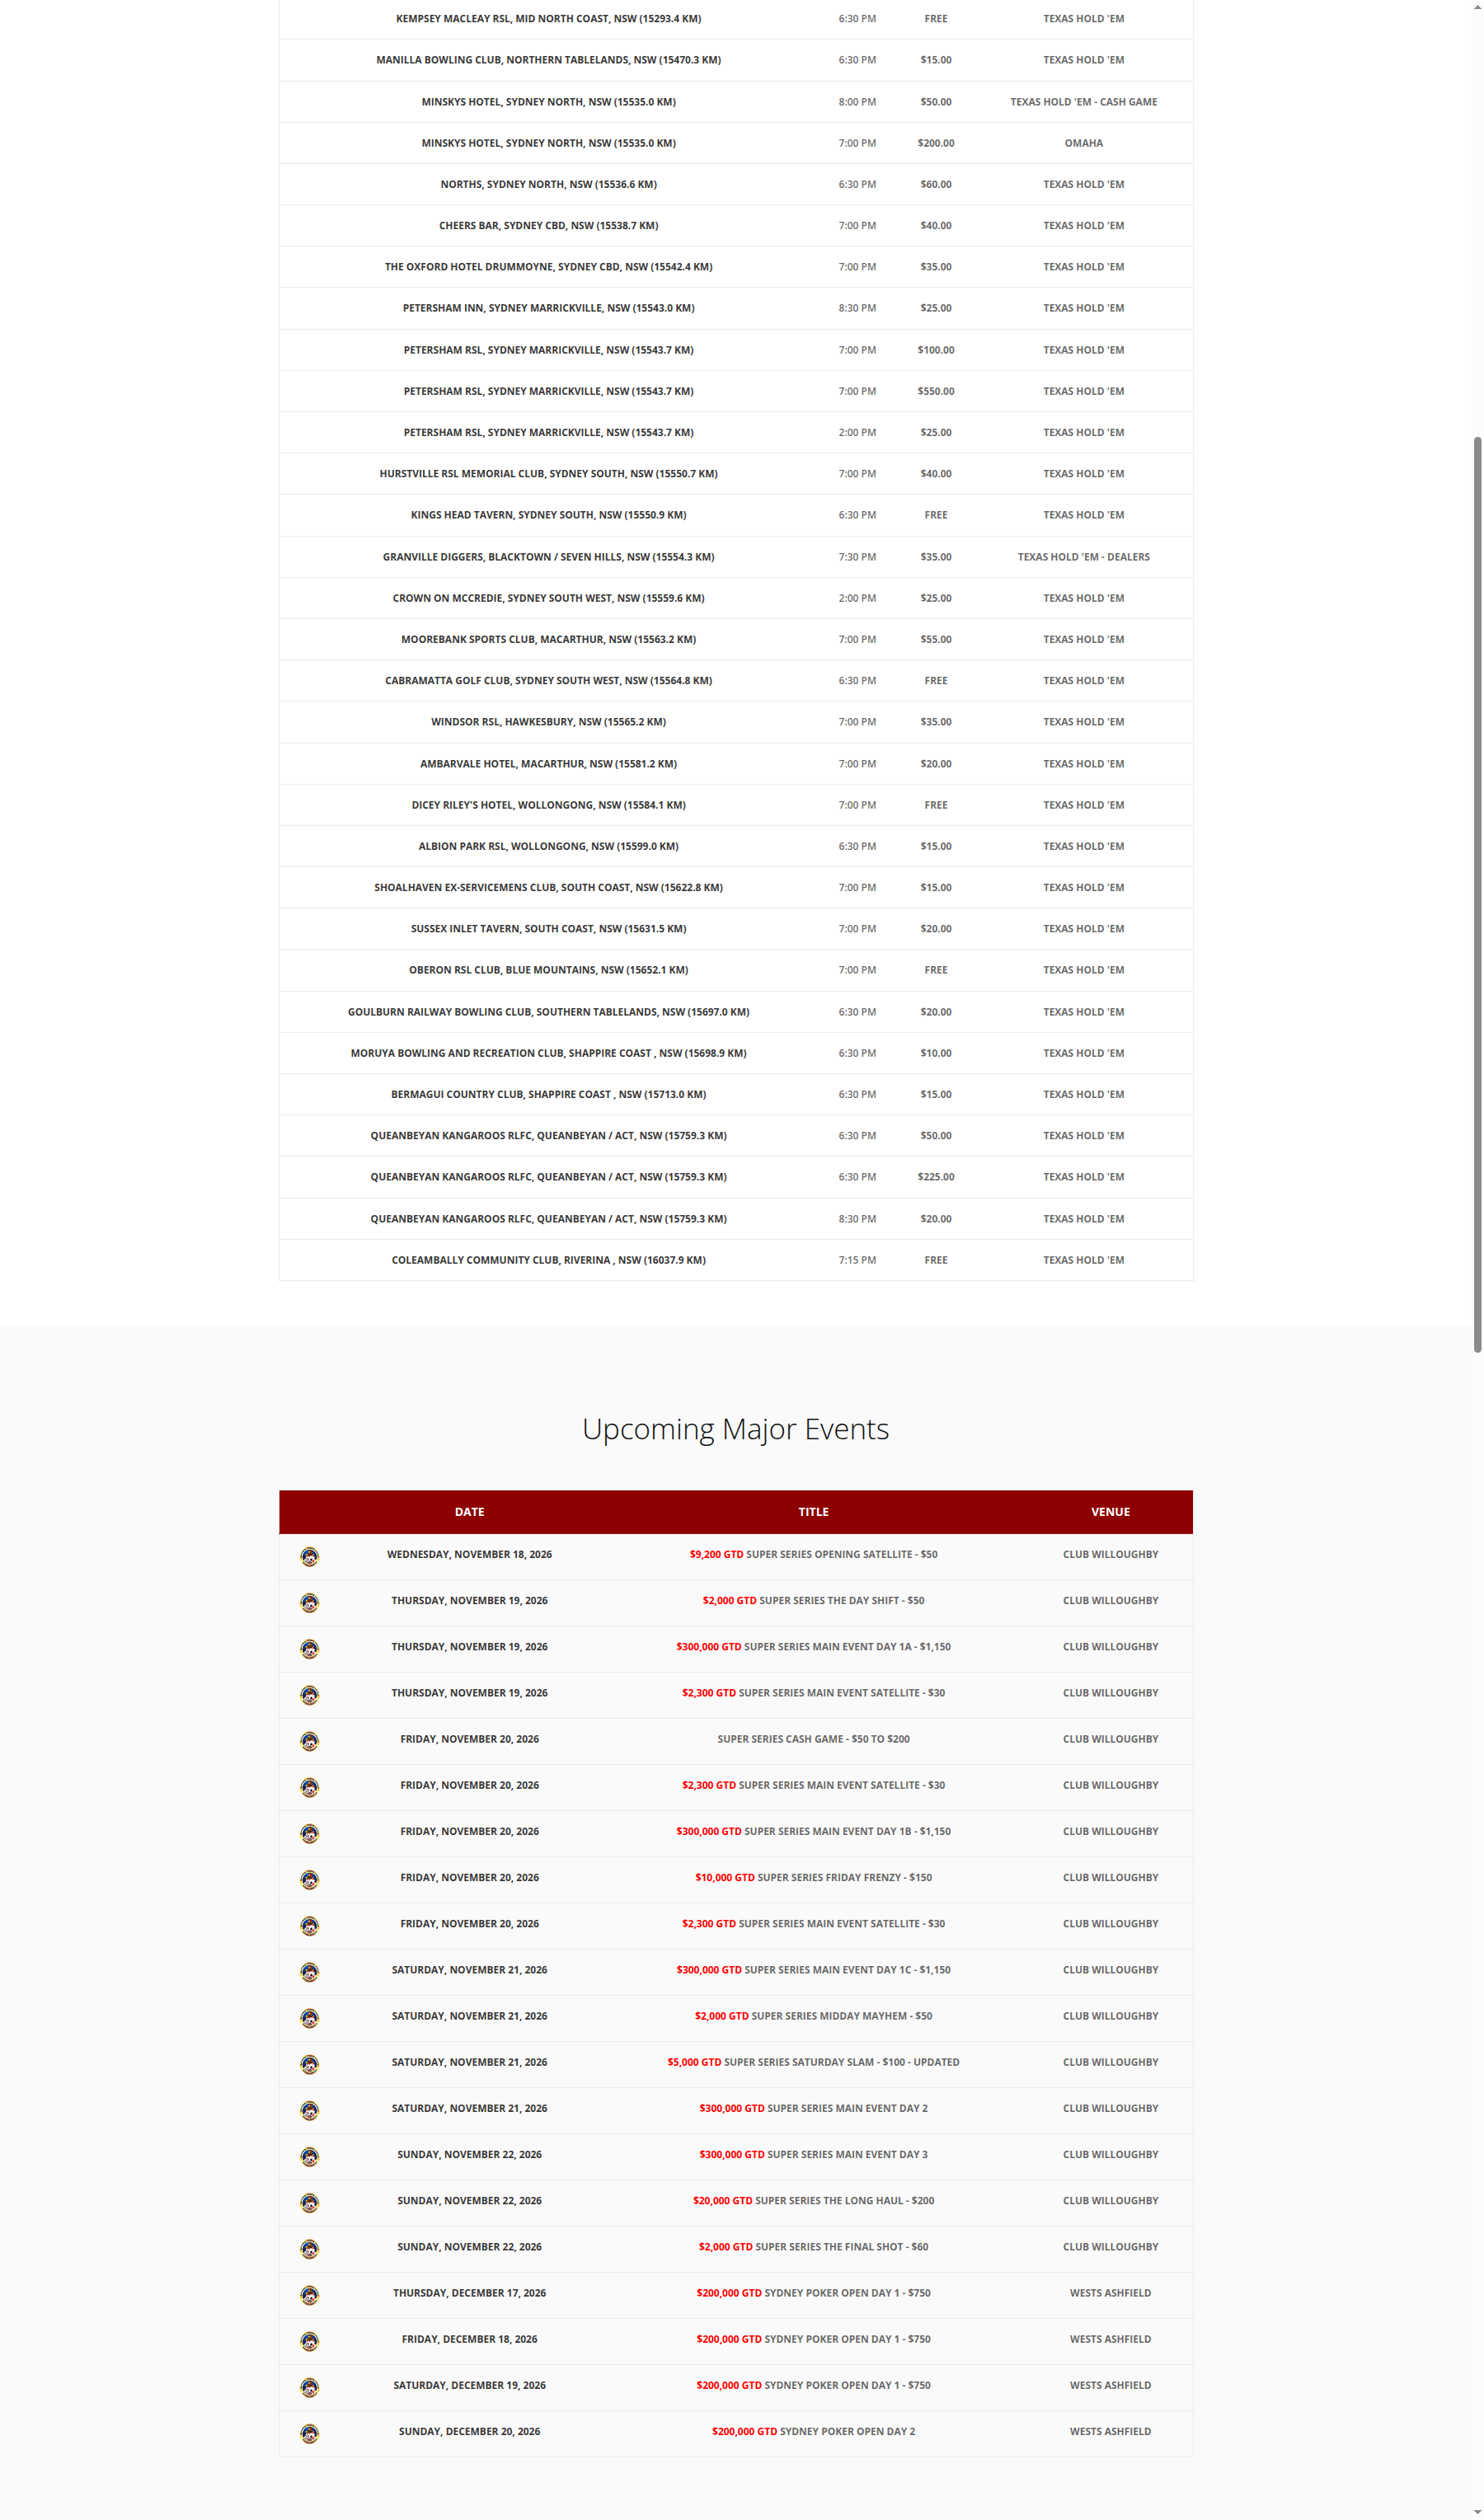 KEMPSEY MACLEAY RSL, MID NORTH COAST, NSW (15293.4 KM) 6:30 PM FREE TEXAS HOLD 'EM
MANILLA BOWLING CLUB, NORTHERN TABLELANDS, NSW (15470.3 KM) 6:30 PM $15.00 TEXAS HOLD 'EM
MINSKYS HOTEL, SYDNEY NORTH, NSW (15535.0 KM) 8:00 PM $50.00 TEXAS HOLD 'EM - CASH GAME
MINSKYS HOTEL, SYDNEY NORTH, NSW (15535.0 KM) 7:00 PM $200.00 OMAHA
NORTHS, SYDNEY NORTH, NSW (15536.6 KM) 6:30 PM $60.00 TEXAS HOLD 'EM
CHEERS BAR, SYDNEY CBD, NSW (15538.7 KM) 7:00 PM $40.00 TEXAS HOLD 'EM
THE OXFORD HOTEL DRUMMOYNE, SYDNEY CBD, NSW (15542.4 KM) 7:00 PM $35.00 TEXAS HOLD 'EM
PETERSHAM INN, SYDNEY MARRICKVILLE, NSW (15543.0 KM) 8:30 PM $25.00 TEXAS HOLD 'EM
PETERSHAM RSL, SYDNEY MARRICKVILLE, NSW (15543.7 KM) 7:00 PM $100.00 TEXAS HOLD 'EM
PETERSHAM RSL, SYDNEY MARRICKVILLE, NSW (15543.7 KM) 7:00 PM $550.00 TEXAS HOLD 'EM
PETERSHAM RSL, SYDNEY MARRICKVILLE, NSW (15543.7 KM) 2:00 PM $25.00 TEXAS HOLD 'EM
HURSTVILLE RSL MEMORIAL CLUB, SYDNEY SOUTH, NSW (15550.7 KM) 7:00 PM $40.00 TEXAS HOLD 'EM
KINGS HEAD TAVERN, SYDNEY SOUTH, NSW (15550.9 KM) 6:30 PM FREE TEXAS HOLD 'EM
GRANVILLE DIGGERS, BLACKTOWN / SEVEN HILLS, NSW (15554.3 KM) 7:30 PM $35.00 TEXAS HOLD 'EM - DEALERS
CROWN ON MCCREDIE, SYDNEY SOUTH WEST, NSW (15559.6 KM) 2:00 PM $25.00 TEXAS HOLD 'EM
MOOREBANK SPORTS CLUB, MACARTHUR, NSW (15563.2 KM) 7:00 PM $55.00 TEXAS HOLD 'EM
CABRAMATTA GOLF CLUB, SYDNEY SOUTH WEST, NSW (15564.8 KM) 6:30 PM FREE TEXAS HOLD 'EM
WINDSOR RSL, HAWKESBURY, NSW (15565.2 KM) 7:00 PM $35.00 TEXAS HOLD 'EM
AMBARVALE HOTEL, MACARTHUR, NSW (15581.2 KM) 7:00 PM $20.00 TEXAS HOLD 'EM
DICEY RILEY'S HOTEL, WOLLONGONG, NSW (15584.1 KM) 7:00 PM FREE TEXAS HOLD 'EM
ALBION PARK RSL, WOLLONGONG, NSW (15599.0 KM) 6:30 PM $15.00 TEXAS HOLD 'EM
SHOALHAVEN EX-SERVICEMENS CLUB, SOUTH COAST, NSW (15622.8 KM) 7:00 PM $15.00 TEXAS HOLD 'EM
SUSSEX INLET TAVERN, SOUTH COAST, NSW (15631.5 KM) 7:00 PM $20.00 TEXAS HOLD 'EM
OBERON RSL CLUB, BLUE MOUNTAINS, NSW (15652.1 KM) 7:00 PM FREE TEXAS HOLD 'EM
GOULBURN RAILWAY BOWLING CLUB, SOUTHERN TABLELANDS, NSW (15697.0 KM) 6:30 PM $20.00 TEXAS HOLD 'EM
MORUYA BOWLING AND RECREATION CLUB, SHAPPIRE COAST , NSW (15698.9 KM) 6:30 PM $10.00 TEXAS HOLD 'EM
BERMAGUI COUNTRY CLUB, SHAPPIRE COAST , NSW (15713.0 KM) 6:30 PM $15.00 TEXAS HOLD 'EM
QUEANBEYAN KANGAROOS RLFC, QUEANBEYAN / ACT, NSW (15759.3 KM) 6:30 PM $50.00 TEXAS HOLD 'EM
QUEANBEYAN KANGAROOS RLFC, QUEANBEYAN / ACT, NSW (15759.3 KM) 6:30 PM $225.00 TEXAS HOLD 'EM
QUEANBEYAN KANGAROOS RLFC, QUEANBEYAN / ACT, NSW (15759.3 KM) 8:30 PM $20.00 TEXAS HOLD 'EM
COLEAMBALLY COMMUNITY CLUB, RIVERINA , NSW (16037.9 KM) 7:15 PM FREE TEXAS HOLD 'EM
Upcoming Major Events
DATE TITLE VENUE
WEDNESDAY, NOVEMBER 18, 2026 $9,200 GTD SUPER SERIES OPENING SATELLITE - $50 CLUB WILLOUGHBY
THURSDAY, NOVEMBER 19, 2026 $2,000 GTD SUPER SERIES THE DAY SHIFT - $50 CLUB WILLOUGHBY
THURSDAY, NOVEMBER 19, 2026 $300,000 GTD SUPER SERIES MAIN EVENT DAY 1A - $1,150 CLUB WILLOUGHBY
THURSDAY, NOVEMBER 19, 2026 $2,300 GTD SUPER SERIES MAIN EVENT SATELLITE - $30 CLUB WILLOUGHBY
FRIDAY, NOVEMBER 20, 2026 SUPER SERIES CASH GAME - $50 TO $200 CLUB WILLOUGHBY
FRIDAY, NOVEMBER 20, 2026 $2,300 GTD SUPER SERIES MAIN EVENT SATELLITE - $30 CLUB WILLOUGHBY
FRIDAY, NOVEMBER 20, 2026 $300,000 GTD SUPER SERIES MAIN EVENT DAY 1B - $1,150 CLUB WILLOUGHBY
FRIDAY, NOVEMBER 20, 2026 $10,000 GTD SUPER SERIES FRIDAY FRENZY - $150 CLUB WILLOUGHBY
FRIDAY, NOVEMBER 20, 2026 $2,300 GTD SUPER SERIES MAIN EVENT SATELLITE - $30 CLUB WILLOUGHBY
SATURDAY, NOVEMBER 21, 2026 $300,000 GTD SUPER SERIES MAIN EVENT DAY 1C - $1,150 CLUB WILLOUGHBY
SATURDAY, NOVEMBER 21, 2026 $2,000 GTD SUPER SERIES MIDDAY MAYHEM - $50 CLUB WILLOUGHBY
SATURDAY, NOVEMBER 21, 2026 $5,000 GTD SUPER SERIES SATURDAY SLAM - $100 - UPDATED CLUB WILLOUGHBY
SATURDAY, NOVEMBER 21, 2026 $300,000 GTD SUPER SERIES MAIN EVENT DAY 2 CLUB WILLOUGHBY
SUNDAY, NOVEMBER 22, 2026 $300,000 GTD SUPER SERIES MAIN EVENT DAY 3 CLUB WILLOUGHBY
SUNDAY, NOVEMBER 22, 2026 $20,000 GTD SUPER SERIES THE LONG HAUL - $200 CLUB WILLOUGHBY
SUNDAY, NOVEMBER 22, 2026 $2,000 GTD SUPER SERIES THE FINAL SHOT - $60 CLUB WILLOUGHBY
THURSDAY, DECEMBER 17, 2026 $200,000 GTD SYDNEY POKER OPEN DAY 1 - $750 WESTS ASHFIELD
FRIDAY, DECEMBER 18, 2026 $200,000 GTD SYDNEY POKER OPEN DAY 1 - $750 WESTS ASHFIELD
SATURDAY, DECEMBER 19, 2026 $200,000 GTD SYDNEY POKER OPEN DAY 1 - $750 WESTS ASHFIELD
SUNDAY, DECEMBER 20, 2026 $200,000 GTD SYDNEY POKER OPEN DAY 2 WESTS ASHFIELD